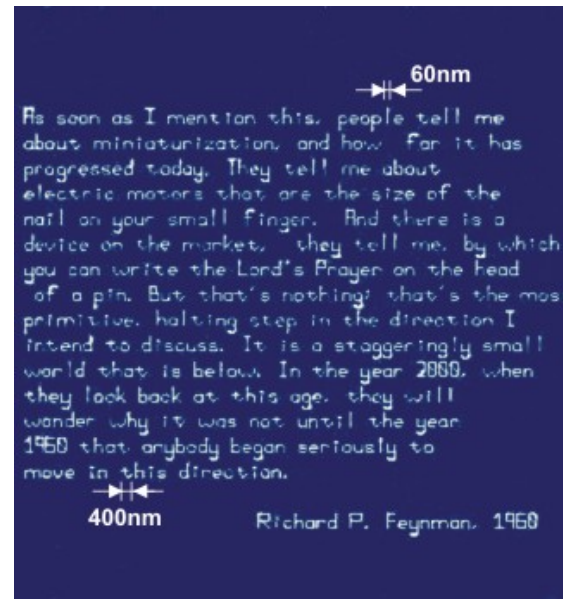 60nm
As soon as I mention this, people tell me
about miniaturization, and how far it has
progressed today. They tell me about
electric motors that are the size of the
nail on your small finger. And there is a
device on the market, they tell me, by which
you can write the Lord's Prayer on the head
of a pin. But that's nothing; that's the mos
primitive, halting step in the direction I
intend to discuss. It is a staggeringly small
world that is below. In the year 2000, when
they look back at this age, they will
wonder why it was not until the year
1960 that anybody began seriously to
move in this direction.
400nm
Richard P. Feynman, 1960